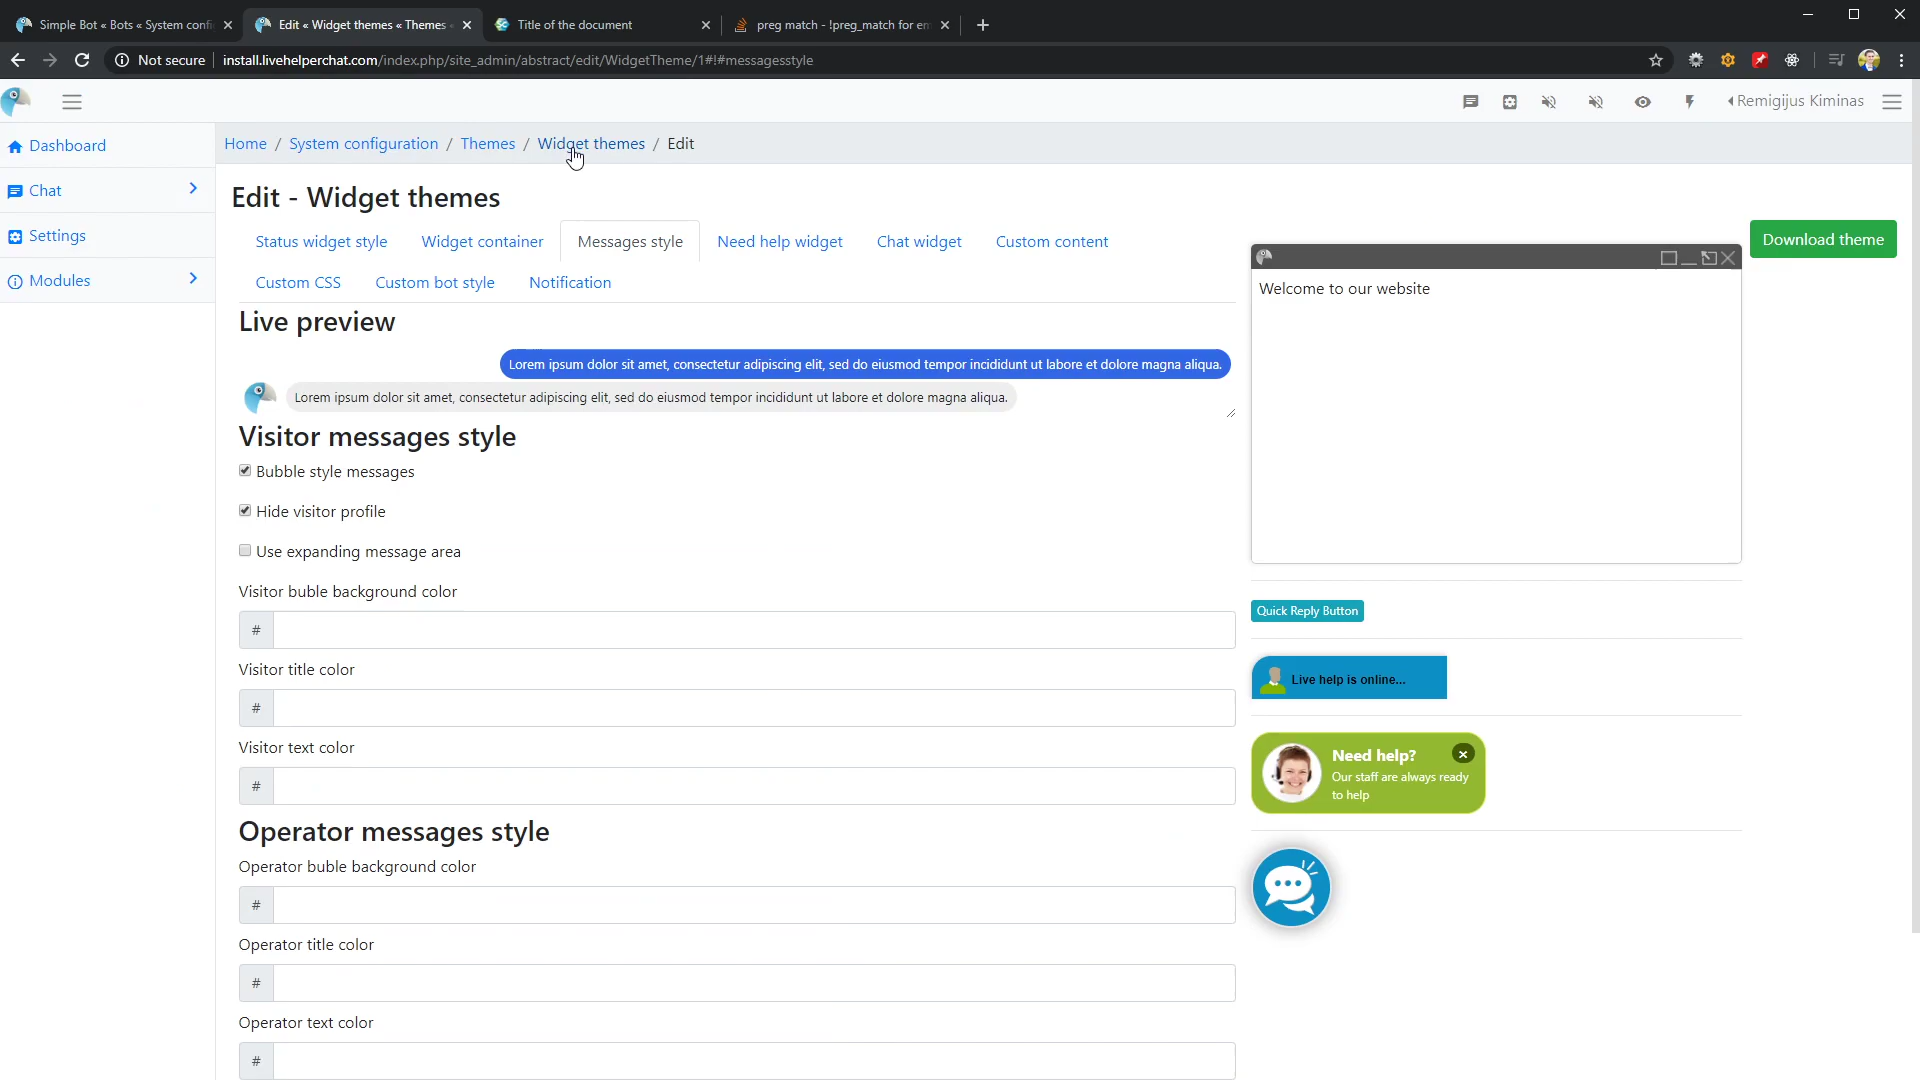 Simple Bot « Bots « System confi
Edit « Widget themes « Themes «
Title of the document
preg match - !preg_match for em
Not secure
install.livehelperchat.com/index.php/site_admin/abstract/edit/WidgetTheme/1#!#messagesstyle
Remigijus Kiminas
Dashboard
Chat
Settings
Modules
Home / System configuration / Themes / Widget themes / Edit
Edit - Widget themes
Status widget style
Widget container
Messages style
Need help widget
Chat widget
Custom content
Custom CSS
Custom bot style
Notification
Download theme
Live preview
Lorem ipsum dolor sit amet, consectetur adipiscing elit, sed do eiusmod tempor incididunt ut labore et dolore magna aliqua.
Lorem ipsum dolor sit amet, consectetur adipiscing elit, sed do eiusmod tempor incididunt ut labore et dolore magna aliqua.
Visitor messages style
Bubble style messages
Hide visitor profile
Use expanding message area
Visitor buble background color
#
Visitor title color
#
Visitor text color
#
Operator messages style
Operator buble background color
#
Operator title color
#
Operator text color
#
Welcome to our website
Quick Reply Button
Live help is online...
Need help?
Our staff are always ready
to help